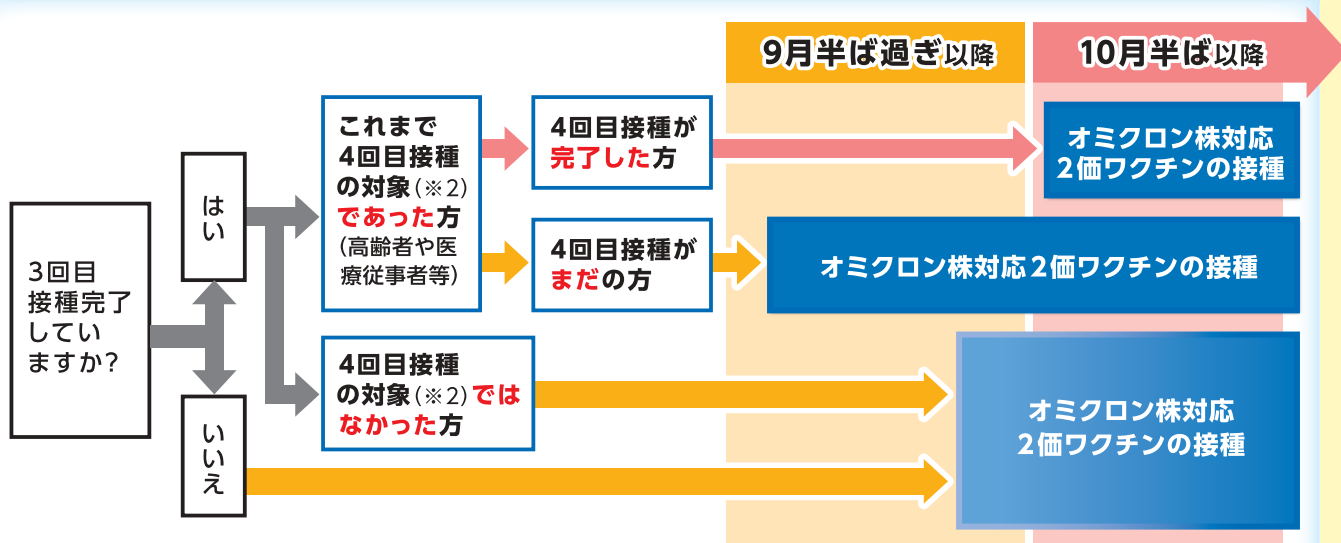 9月半ば過ぎ以降
10月半ば以降
3回目
接種完了
してい
ますか?
はい
いいえ
これまで
4回目接種
の対象(※2)
であった方
(高齢者や医
療従事者等)
4回目接種が
完了した方
オミクロン株対応
2価ワクチンの接種
4回目接種が
まだの方
オミクロン株対応2価ワクチンの接種
4回目接種
の対象(※2)では
なかった方
オミクロン株対応
2価ワクチンの接種